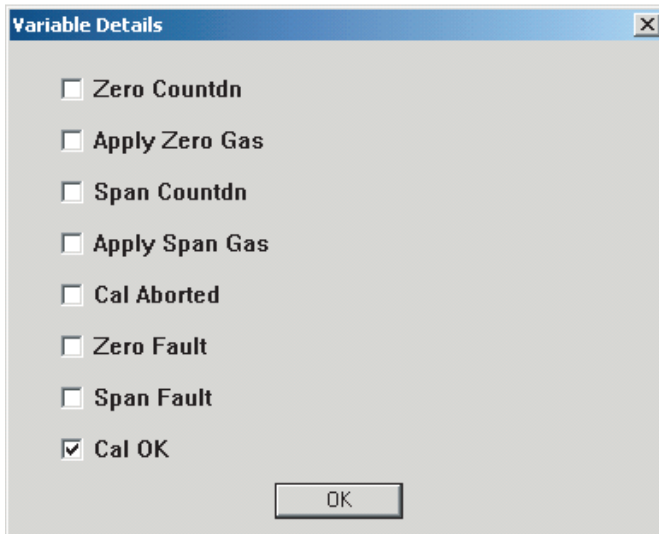 Variable Details
Zero Countdn
Apply Zero Gas
Span Countdn
Apply Span Gas
Cal Aborted
Zero Fault
Span Fault
Cal OK
OK